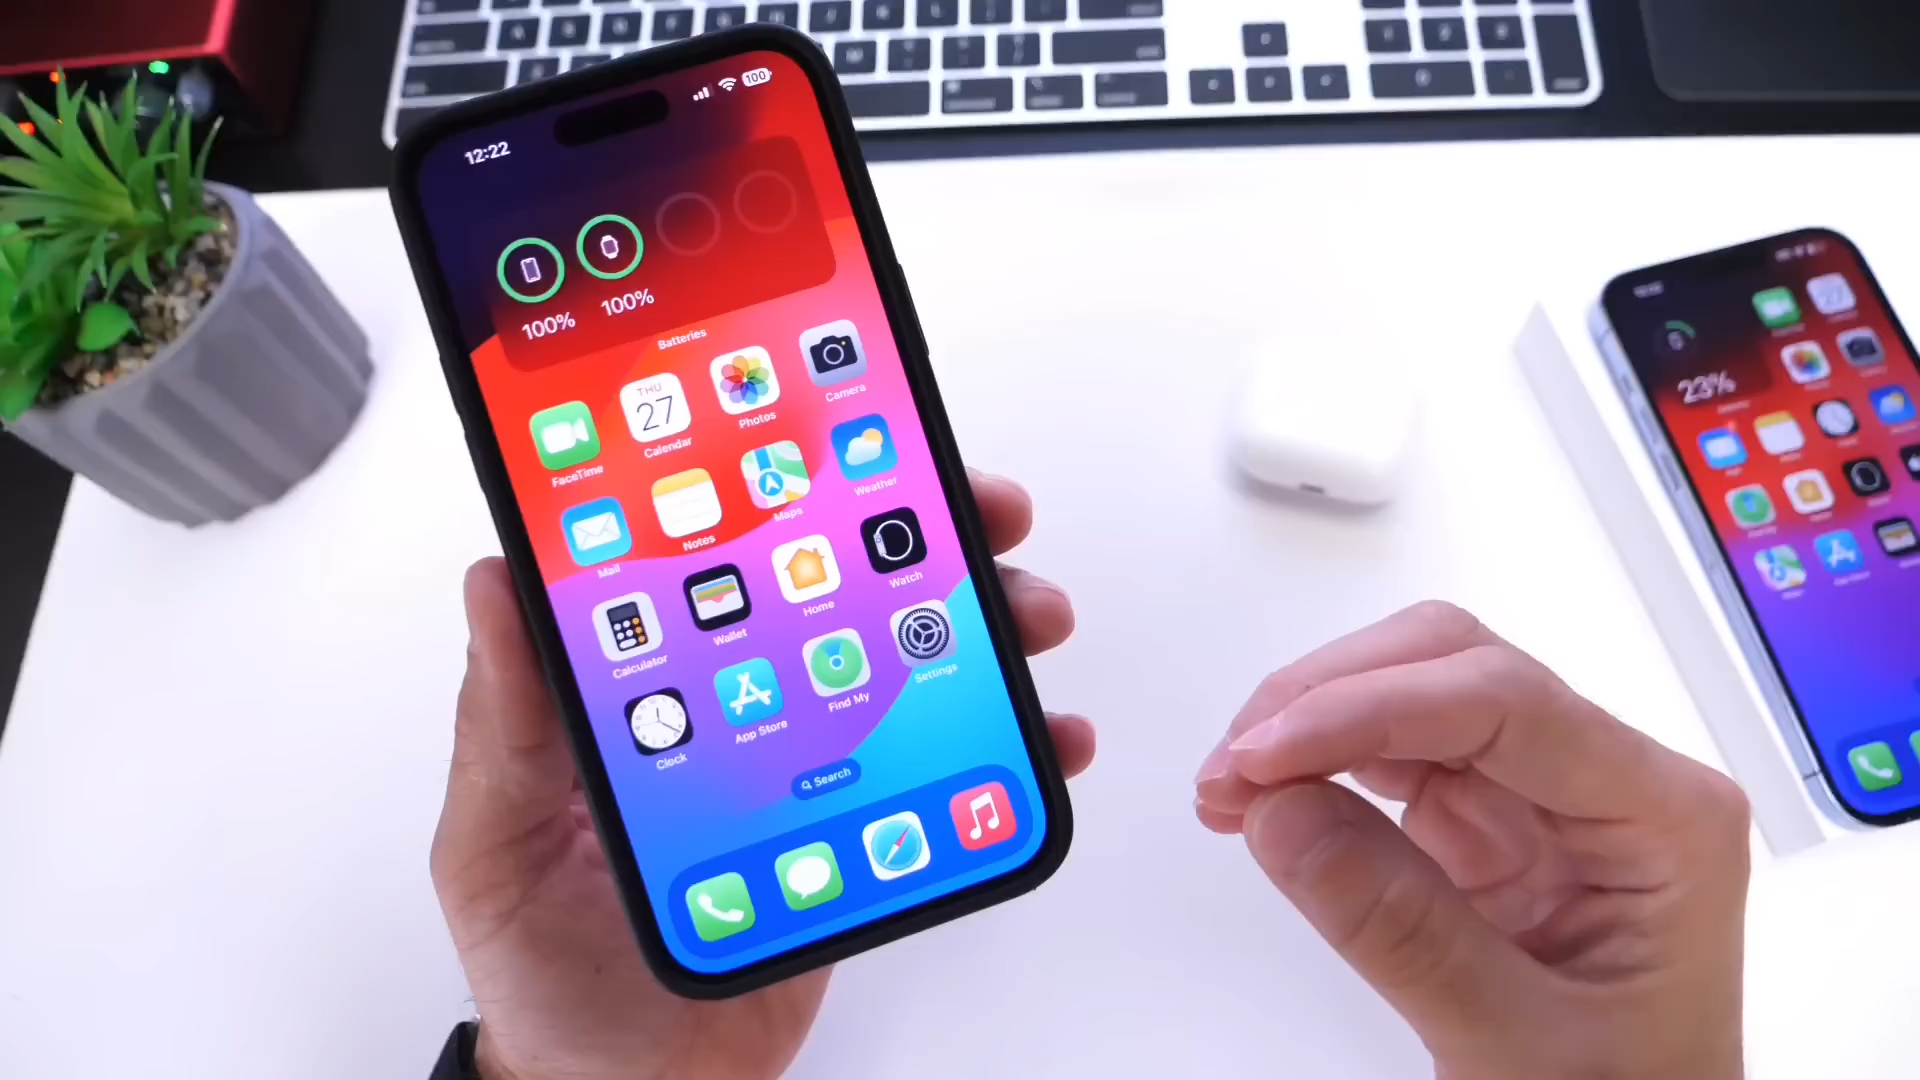 12:22
100
100%
100%
Batteries
FaceTime
THU
27
Calendar
Photos
Camera
Mail
Notes
Maps
Weather
Calculator
Wallet
Home
Watch
Clock
App Store
Find My
Settings
Search
23%